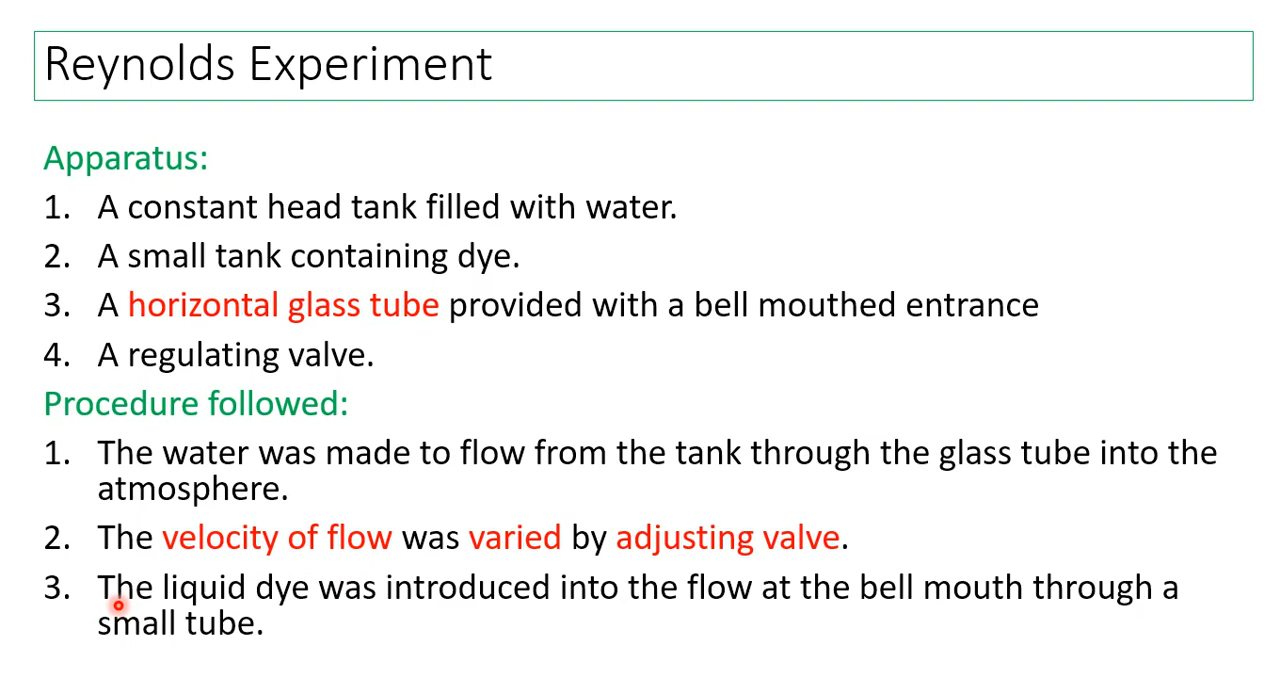 Reynolds Experiment
Apparatus:
1. A constant head tank filled with water.
2. A small tank containing dye.
3. A horizontal glass tube provided with a bell mouthed entrance
4. A regulating valve.
Procedure followed:
1. The water was made to flow from the tank through the glass tube into the
atmosphere.
2. The velocity of flow was varied by adjusting valve.
3. The liquid dye was introduced into the flow at the bell mouth through a
small tube.